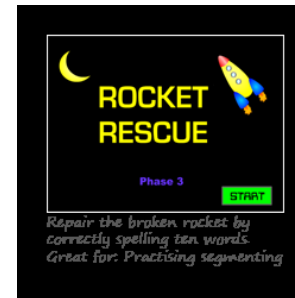 ROCKET
RESCUE
Phase 3
START
Repair the broken rocket by
correctly spelling ten words.
Great for: Practising segmenting